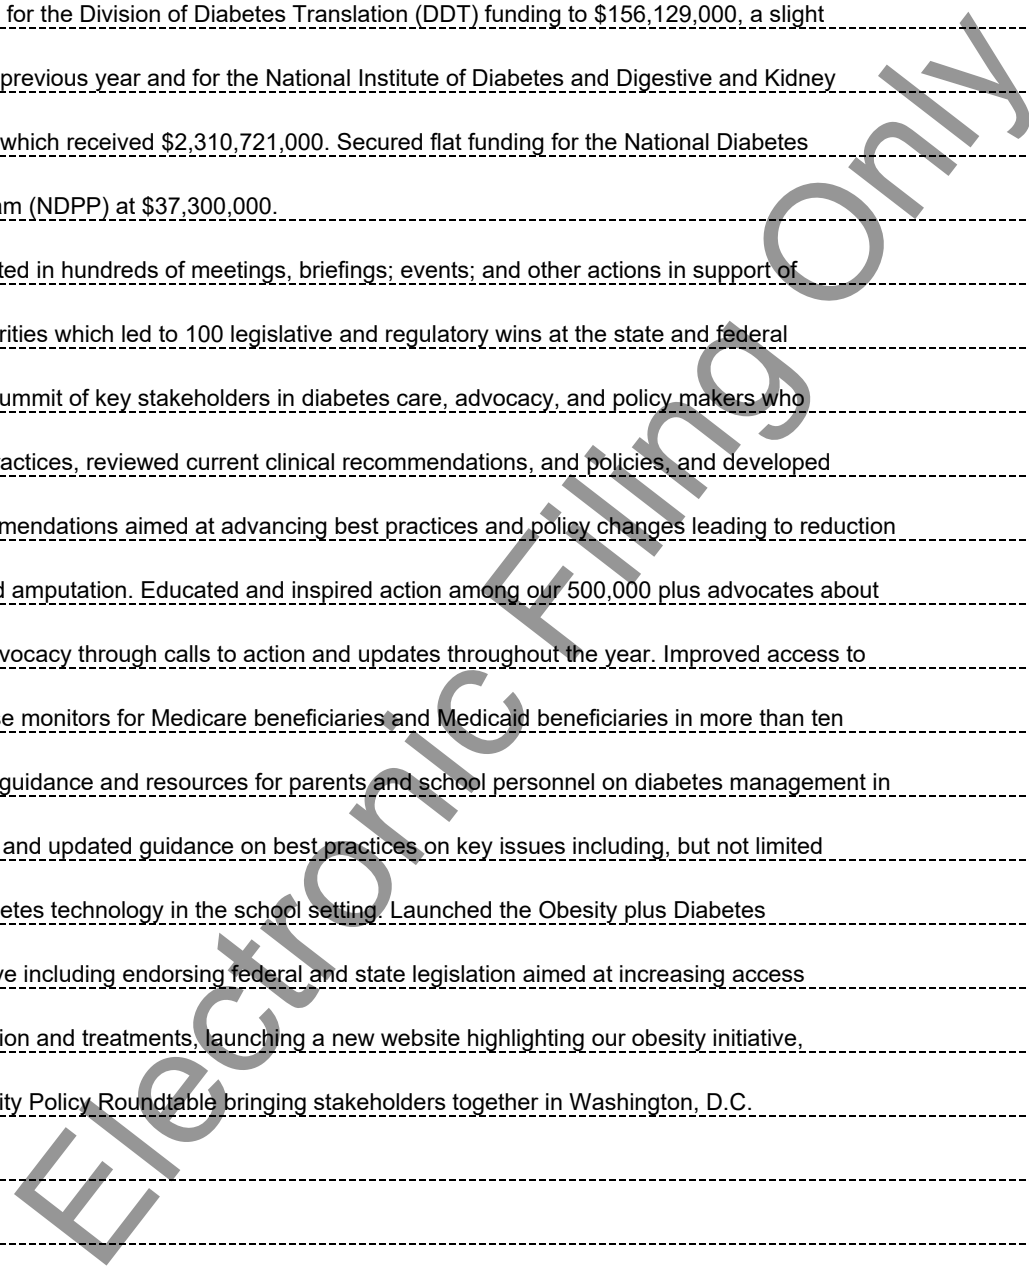 for the Division of Diabetes Translation (DDT) funding to $156,129,000, a slight
previous year and for the National Institute of Diabetes and Digestive and Kidney
which received $2,310,721,000. Secured flat funding for the National Diabetes
(NDPP) at $37,300,000.
in hundreds of meetings, briefings; events; and other actions in support of
which led to 100 legislative and regulatory wins at the state and federal
ummit of key stakeholders in diabetes care, advocacy, and policy makers who
actices, reviewed current clinical recommendations, and policies, and developed
mendations aimed at advancing best practices and policy changes leading to reduction
amputation. Educated and inspired action among our 500,000 plus advocates about
vocacy through calls to action and updates throughout the year. Improved access to
monitors for Medicare beneficiaries and Medicaid beneficiaries in more than ten
guidance and resources for parents and school personnel on diabetes management in
and updated guidance on best practices on key issues including, but not limited
etes technology in the school setting. Launched the Obesity plus Diabetes
including endorsing federal and state legislation aimed at increasing access
ion and treatments, launching a new website highlighting our obesity initiative,
ity Policy Roundtable bringing stakeholders together in Washington, D.C.
Electronic Filing Only